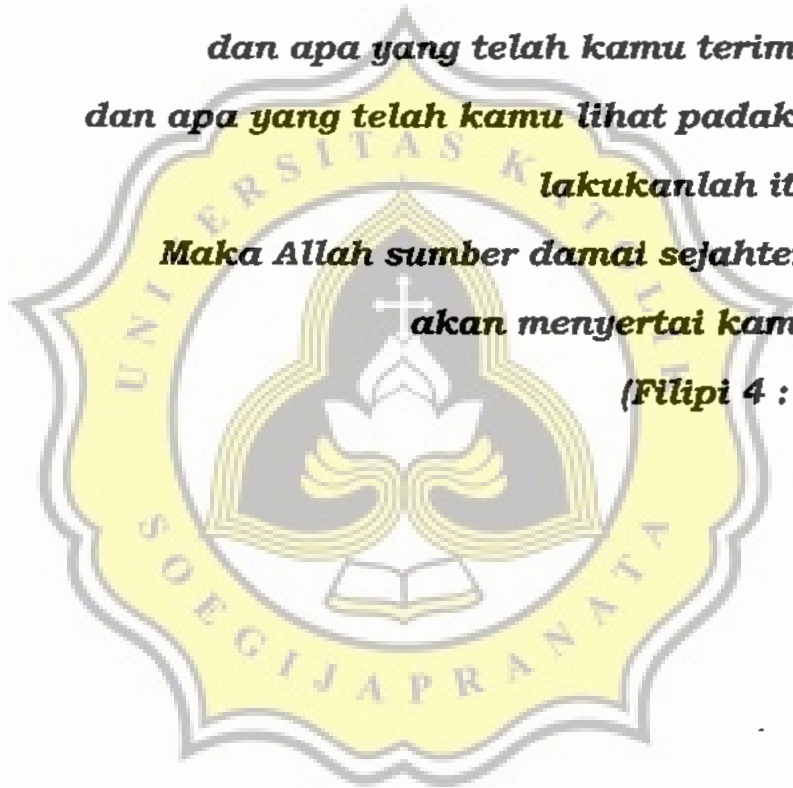 dan apa yang telah kamu terim
dan apa yang telah kamu lihat padak
lakukanlah it
Maka Allah sumber damai sejahte
akan menyertai kam
(Filipi 4 :
UNIVERSITAS KATOLIK
SOEGIJAPRANATA